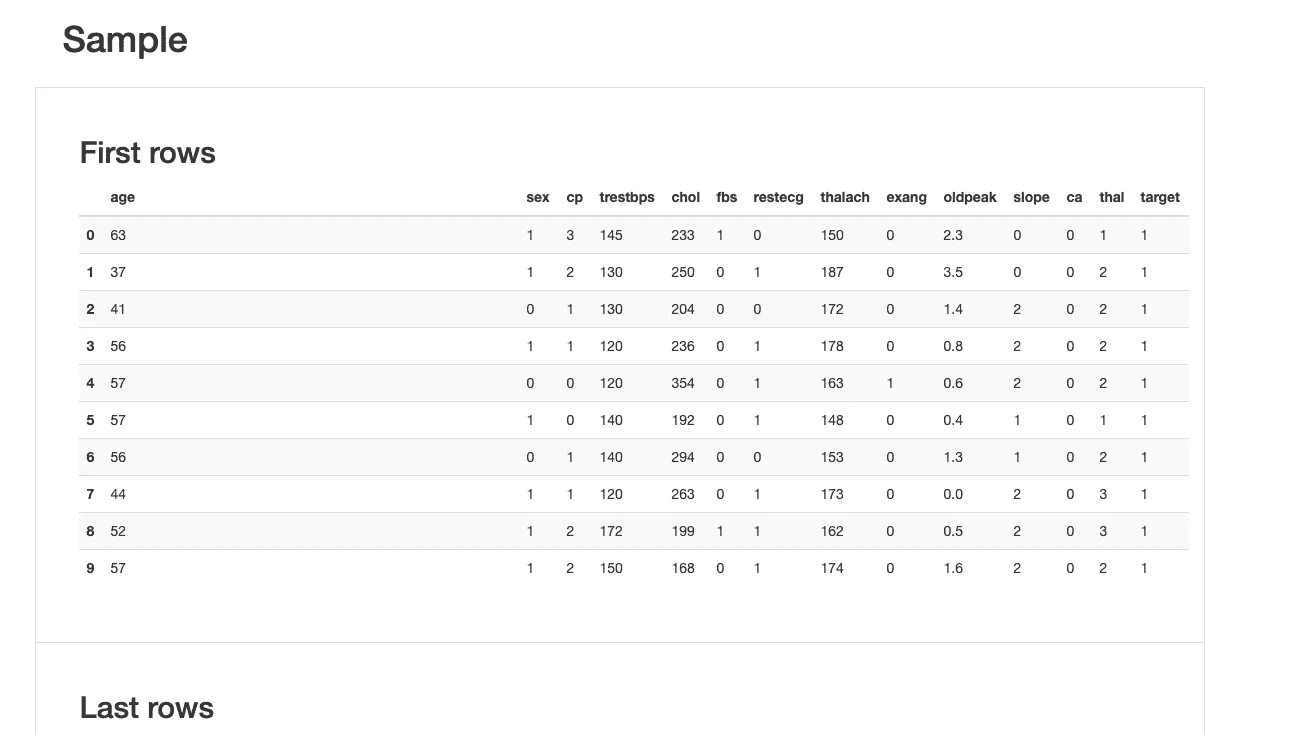 Sample
First rows
age sex cp trestbps chol fbs restecg thalach exang oldpeak slope ca thal target
0 63 1 3 145 233 1 0 150 0 2.3 0 0 1 1
1 37 1 2 130 250 0 1 187 0 3.5 0 0 2 1
2 41 0 1 130 204 0 0 172 0 1.4 2 0 2 1
3 56 1 1 120 236 0 1 178 0 0.8 2 0 2 1
4 57 0 0 120 354 0 1 163 1 0.6 2 0 2 1
5 57 1 0 140 192 0 1 148 0 0.4 1 0 1 1
6 56 0 1 140 294 0 0 153 0 1.3 1 0 2 1
7 44 1 1 120 263 0 1 173 0 0.0 2 0 3 1
8 52 1 2 172 199 1 1 162 0 0.5 2 0 3 1
9 57 1 2 150 168 0 1 174 0 1.6 2 0 2 1
Last rows